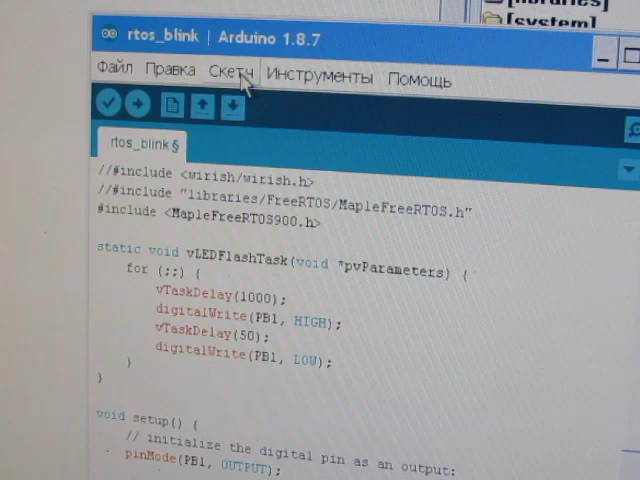 [libraries]
[system]
rtos_blink | Arduino 1.8.7
Файл Правка Скетч Инструменты Помощь
rtos_blink§
//#include <wirish/wirish.h>
//#include "libraries/FreeRTOS/MapleFreeRTOS.h"
#include <MapleFreeRTOS900.h>
static void vLEDFlashTask(void *pvParameters) {
for (;;) {
vTaskDelay(1000);
digitalWrite(PB1, HIGH);
vTaskDelay(50);
digitalWrite(PB1, LOW);
}
}
void setup() {
// initialize the digital pin as an output:
pinMode(PB1, OUTPUT);